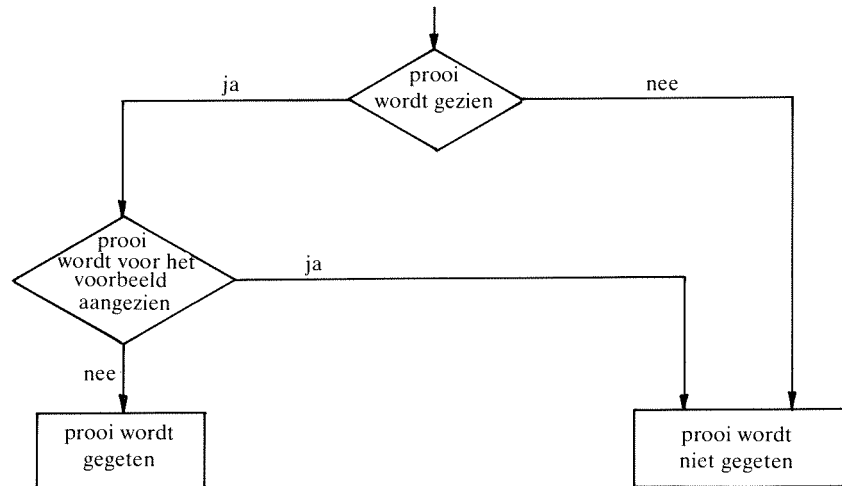 prooi
wordt gezien
ja
nee
prooi
wordt voor het
voorbeeld
aangezien
ja
nee
prooi wordt
gegeten
prooi wordt
niet gegeten